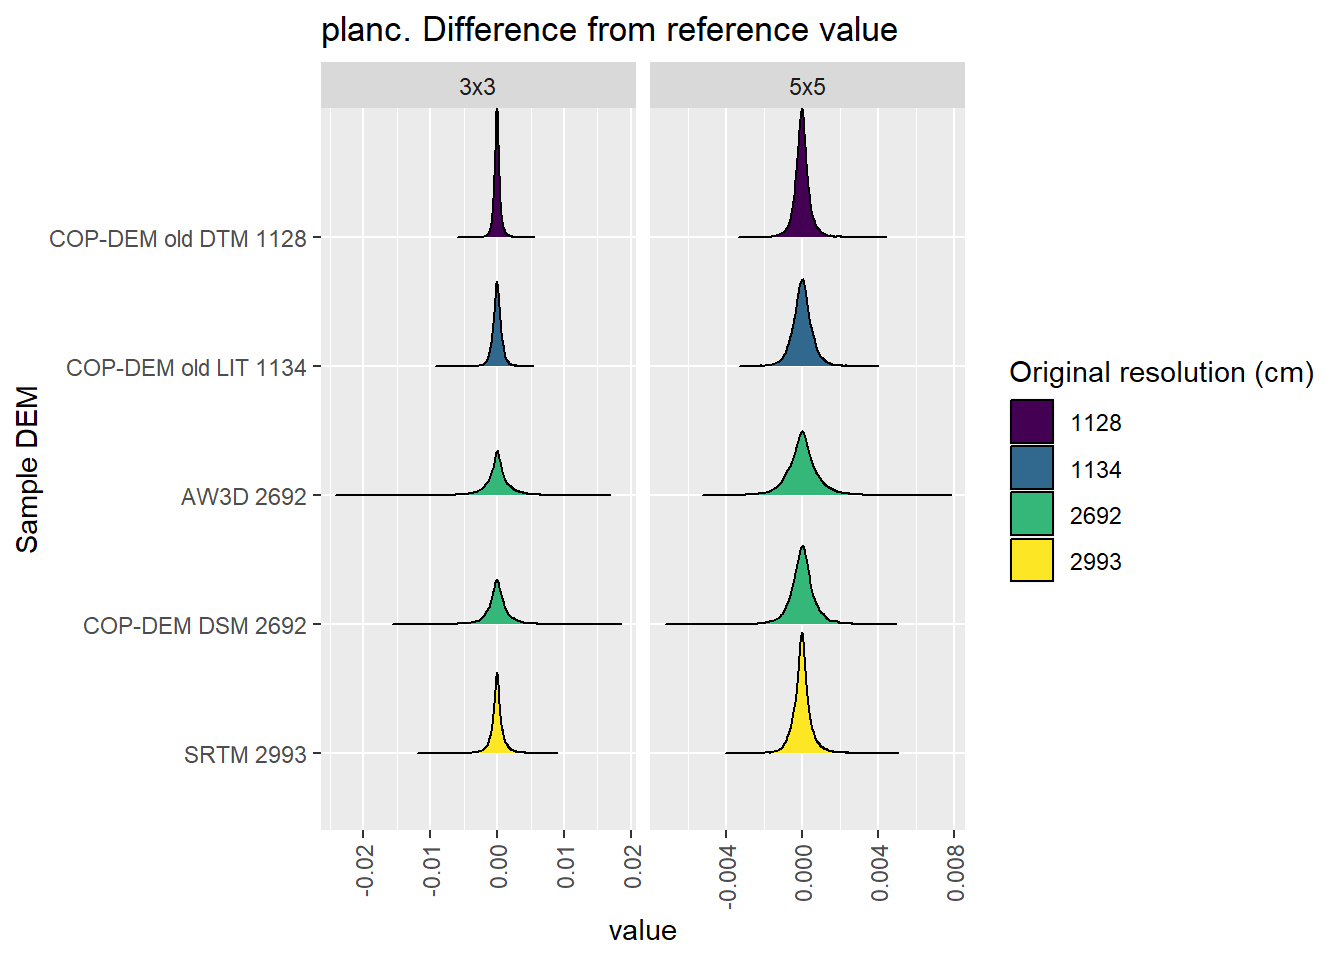 planc. Difference from reference value
3x3
5x5
Sample DEM
COP-DEM old DTM 1128
COP-DEM old LIT 1134
AW3D 2692
COP-DEM DSM 2692
SRTM 2993
-0.02
-0.01
0.00
0.01
0.02
-0.004
0.000
0.004
0.008
value
Original resolution (cm)
1128
1134
2692
2993